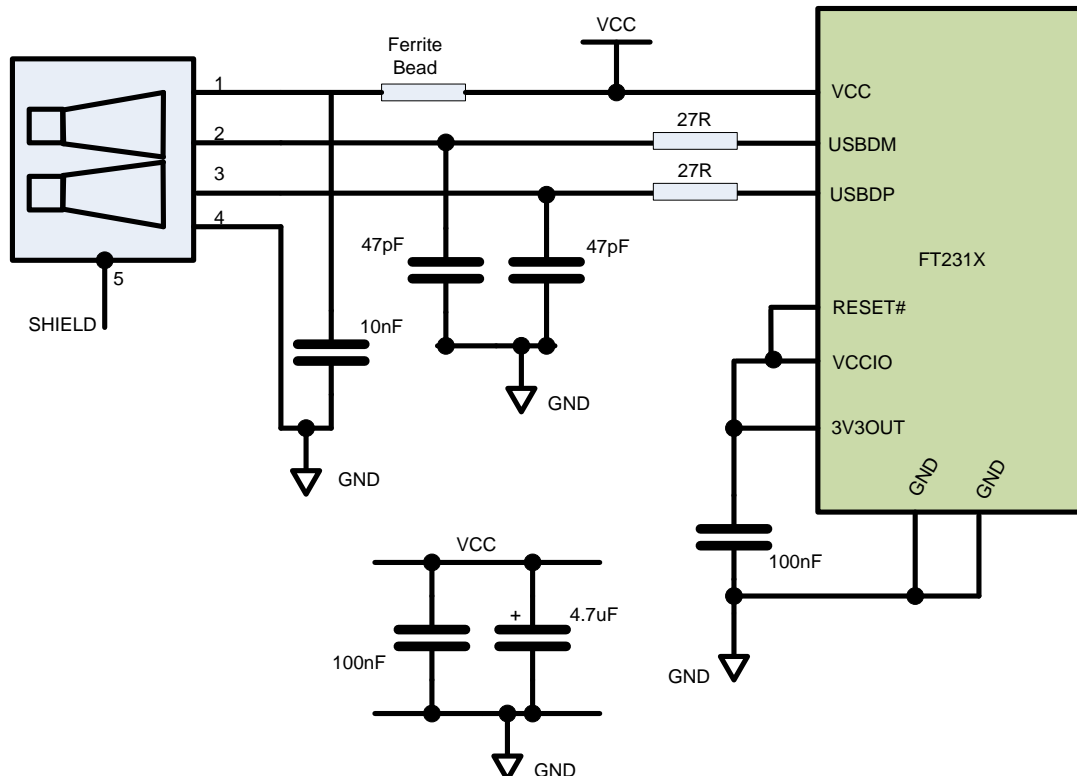 VCC
Ferrite
Bead
1
VCC
27R
2
USBDM
27R
3
USBDP
4
47pF
47pF
FT231X
5
SHIELD
10nF
RESET#
VCCIO
GND
3V3OUT
GND
GND
GND
VCC
100nF
+
4.7uF
100nF
GND
GND